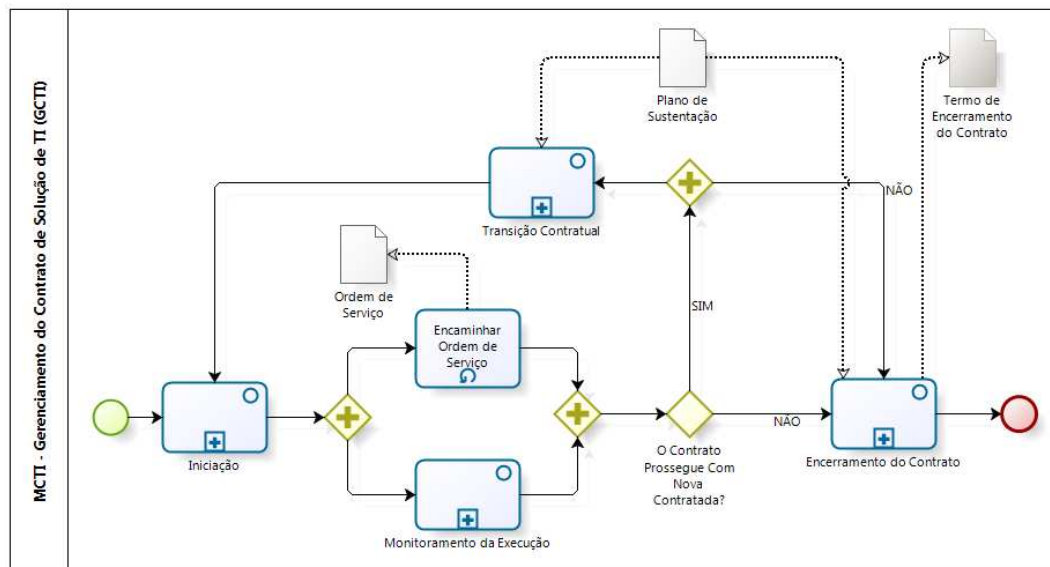 MCTI - Gerenciamento do Contrato de Solução de TI (GCTI)
Plano de
Sustentação
Termo de
Encerramento
do Contrato
Transição Contratual
NÃO
Ordem de
Serviço
Encaminhar
Ordem de
Serviço
SIM
Iniciação
NÃO
O Contrato
Prossegue Com
Nova
Contratada?
Encerramento do Contrato
Monitoramento da Execução